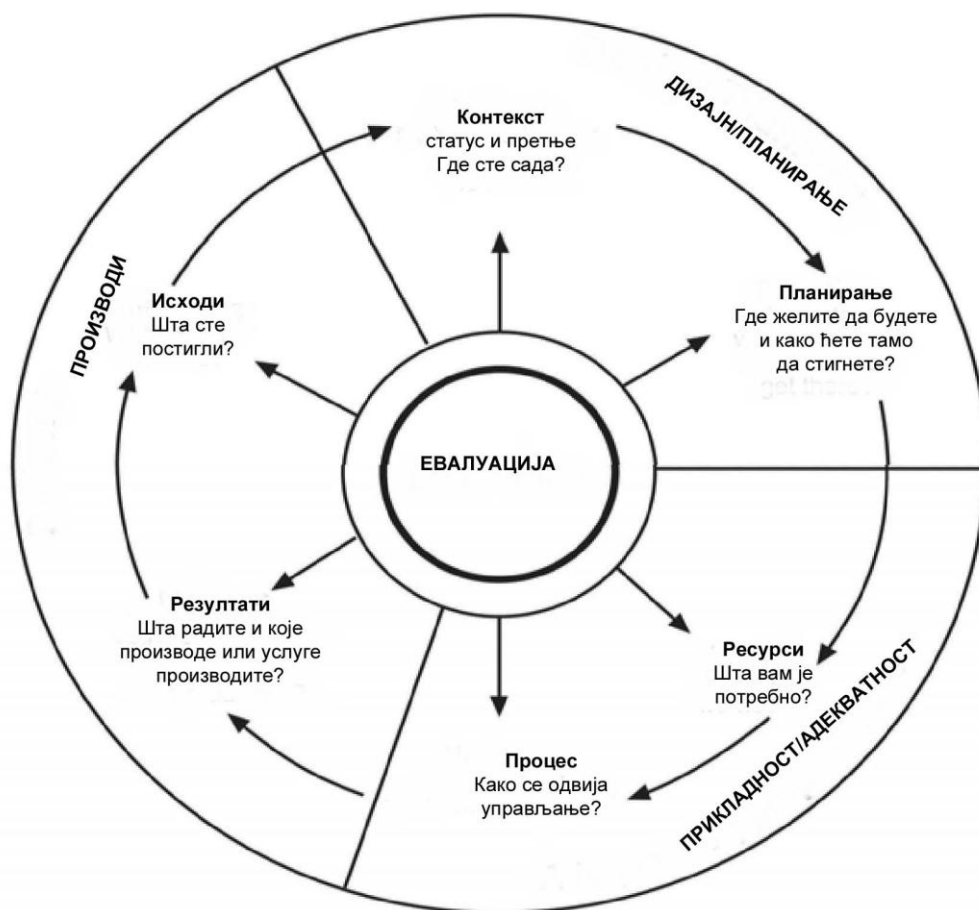 ДИЗАЈН/ПЛАНИРАЊЕ
Контекст
статус и претње
Где сте сада?
Планирање
Где желите да будете
и како ћете тамо
да стигнете?
ПРОИЗВОДИ
Исходи
Шта сте
постигли?
ЕВАЛУАЦИЈА
Резултати
Шта радите и које
производе или услуге
производите?
Ресурси
Шта вам је
потребно?
Процес
Како се одвија
управљање?
ПРИКЛАДНОСТ/АДЕКВАТНОСТ